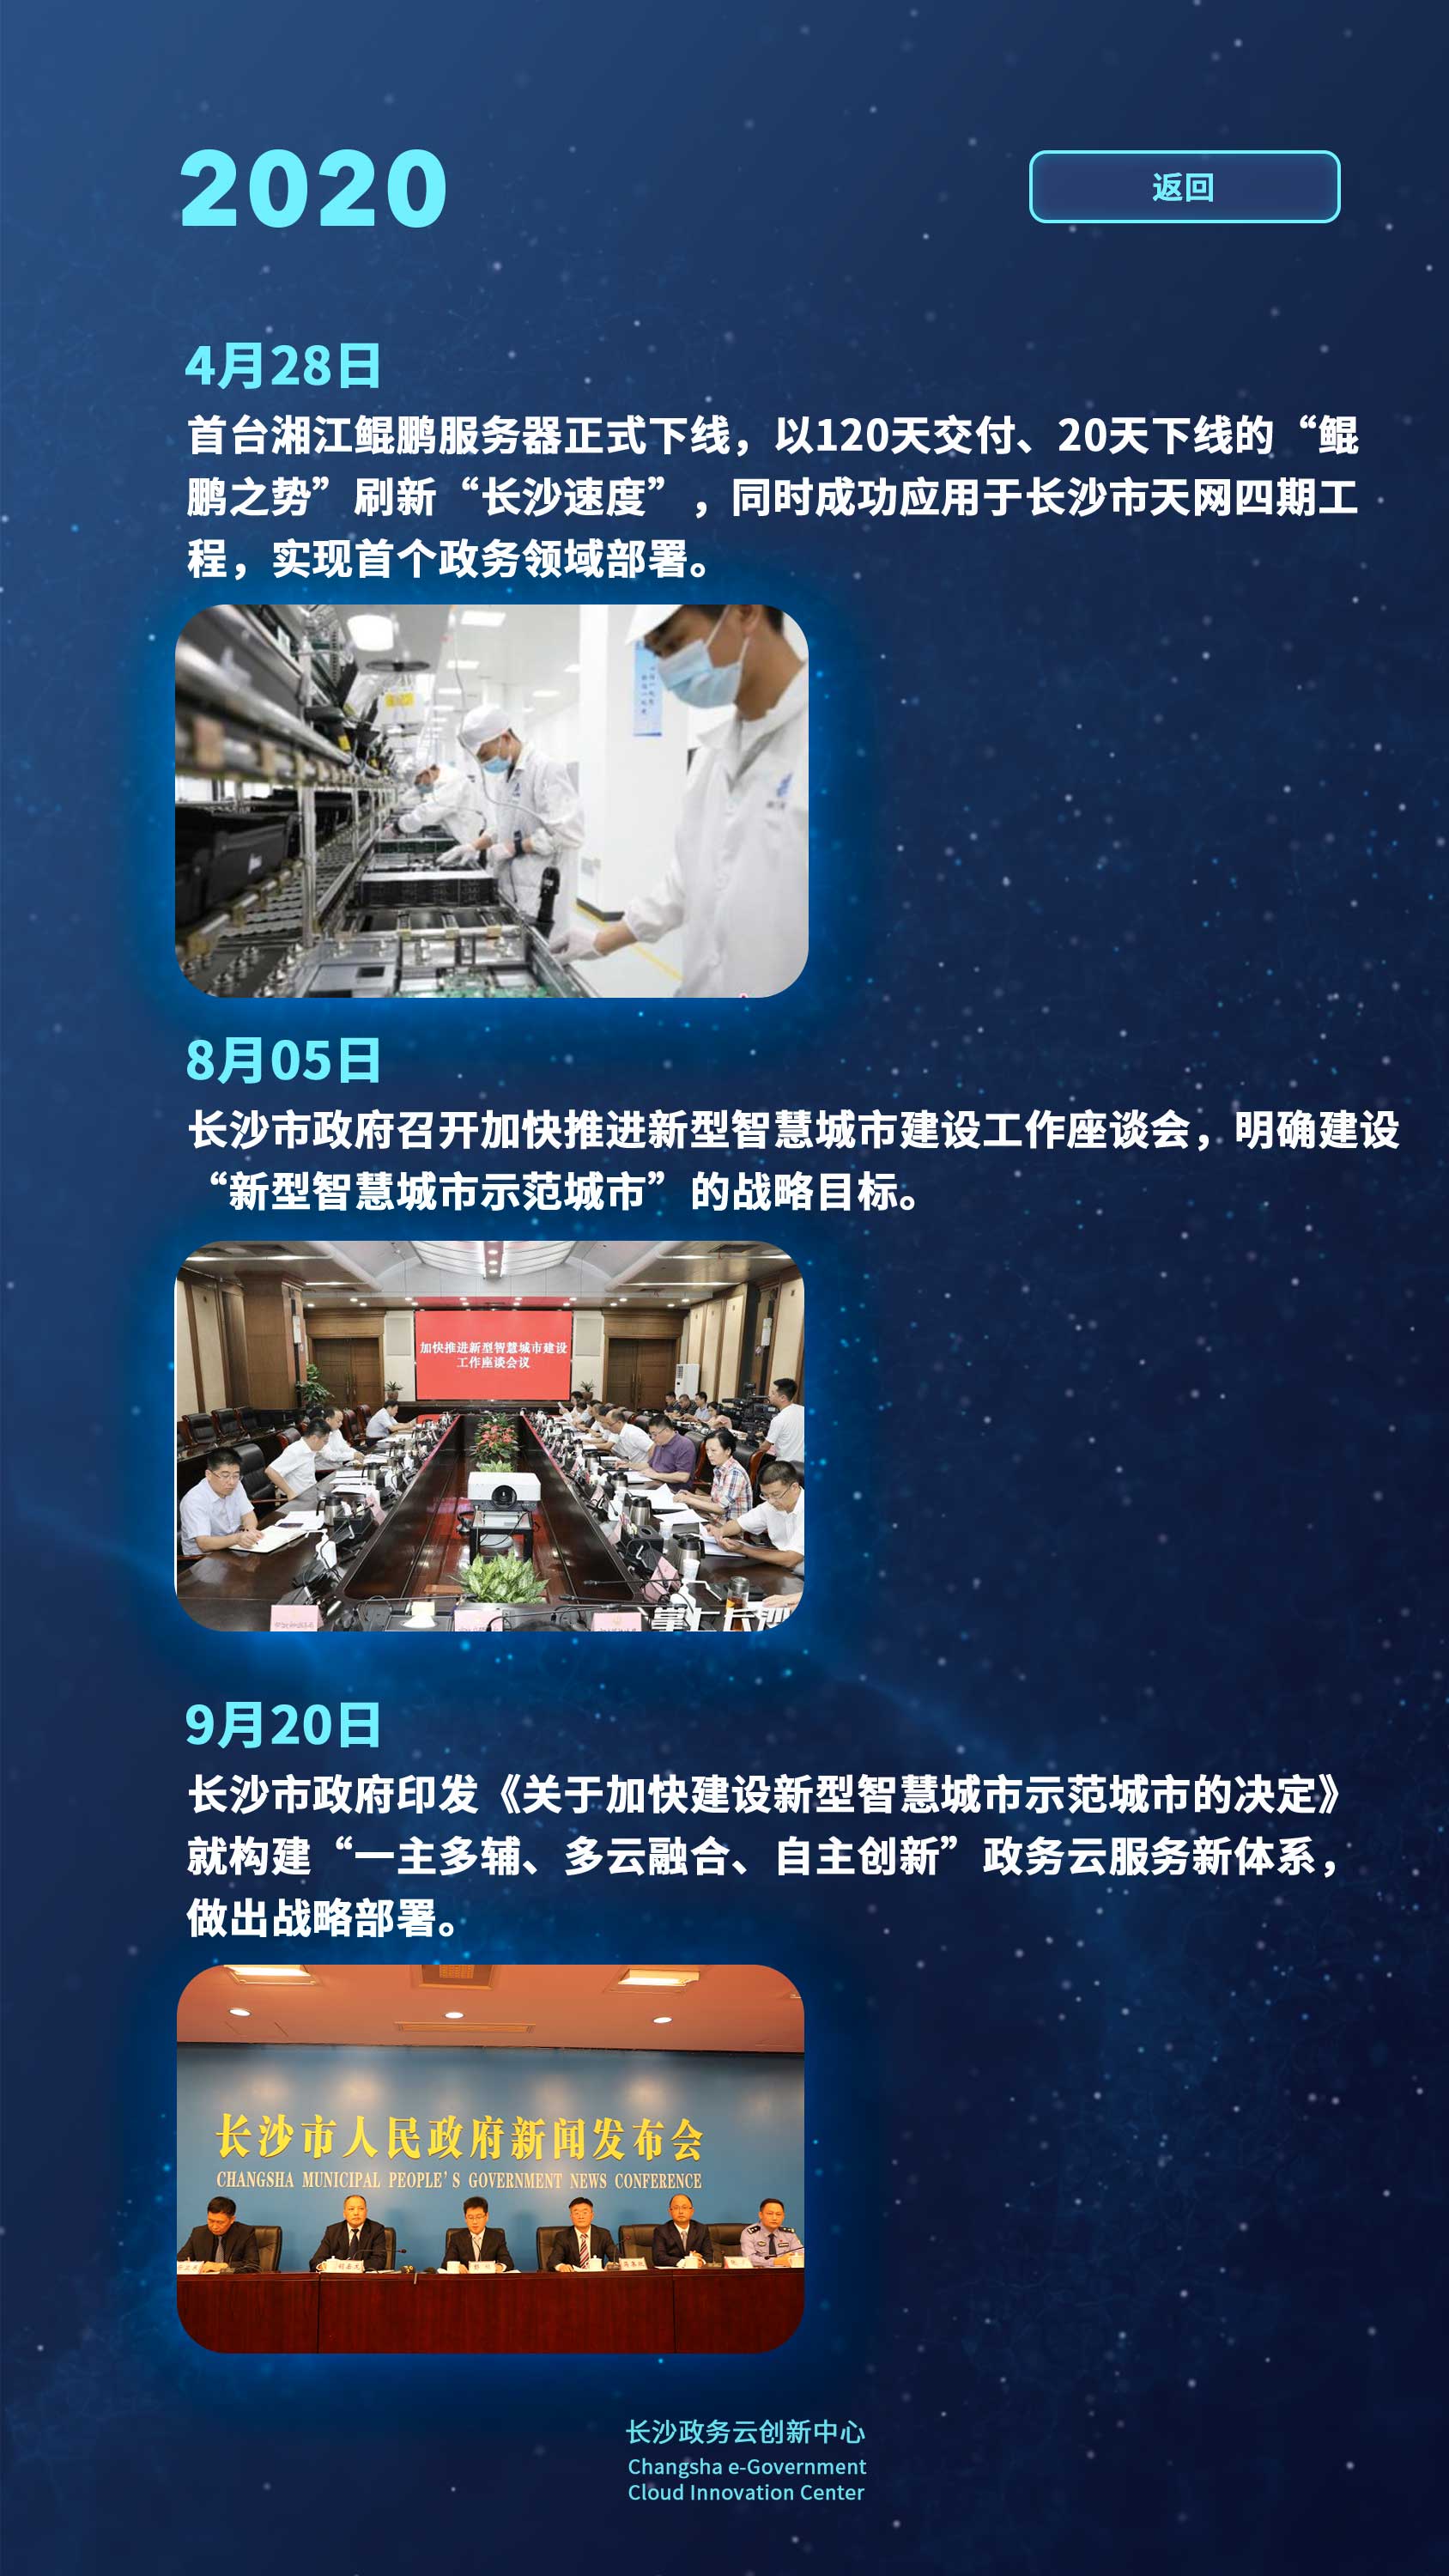 2020
返回
4月28日
首台湘江鲲鹏服务器正式下线，以120天交付、20天下线的“鲲
鹏之势”刷新“长沙速度”，同时成功应用于长沙市天网四期工
程，实现首个政务领域部署。
8月05日
长沙市政府召开加快推进新型智慧城市建设工作座谈会，明确建设
“新型智慧城市示范城市”的战略目标。
加快推进新型智慧城市建设
工作座谈会议
掌上长沙
9月20日
长沙市政府印发《关于加快建设新型智慧城市示范城市的决定》
就构建“一主多辅、多云融合、自主创新”政务云服务新体系，
做出战略部署。
长沙市人民政府新闻发布会
CHANGSHA MUNICIPAL PEOPLE'S GOVERNMENT NEWS CONFERENCE
长沙政务云创新中心
Changsha e-Government
Cloud Innovation Center